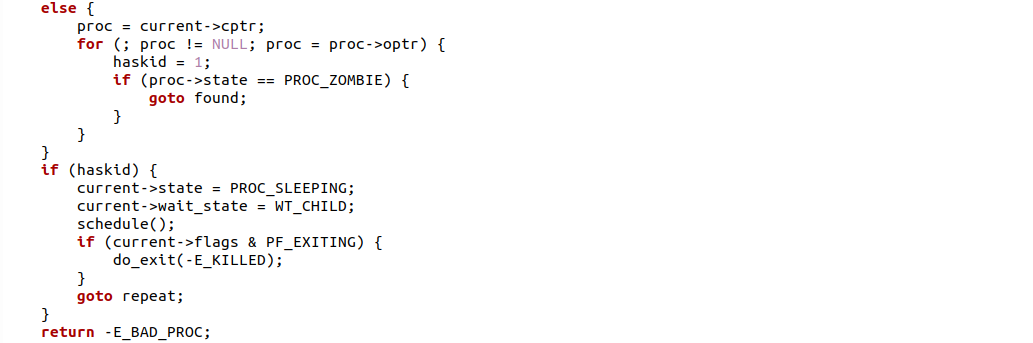 else {
    proc = current->cptr;
    for (; proc != NULL; proc = proc->optr) {
        haskid = 1;
        if (proc->state == PROC_ZOMBIE) {
            goto found;
        }
    }
}
if (haskid) {
    current->state = PROC_SLEEPING;
    current->wait_state = WT_CHILD;
    schedule();
    if (current->flags & PF_EXITING) {
        do_exit(-E_KILLED);
    }
    goto repeat;
}
return -E_BAD_PROC;